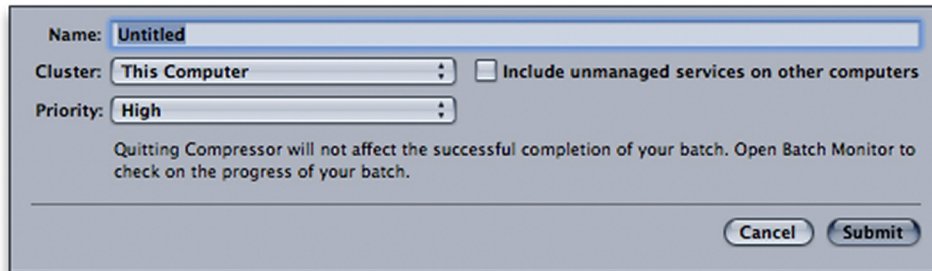 Name: Untitled
Cluster: This Computer Include unmanaged services on other computers
Priority: High
Quitting Compressor will not affect the successful completion of your batch. Open Batch Monitor to
check on the progress of your batch.
Cancel Submit